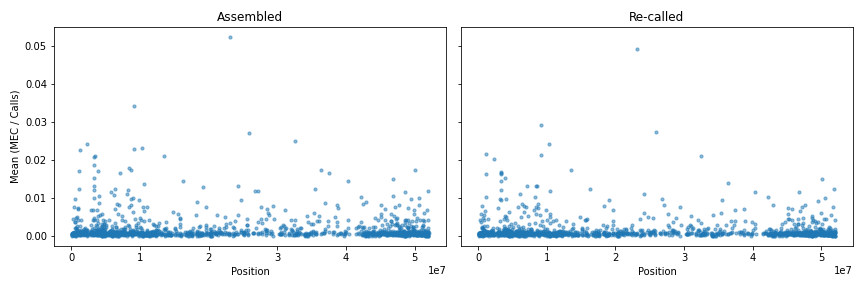 Assembled
Re-called
Mean (MEC / Calls)
0.05
0.04
0.03
0.02
0.01
0.00
0 1 2 3 4 5
1e7
Position
0 1 2 3 4 5
1e7
Position